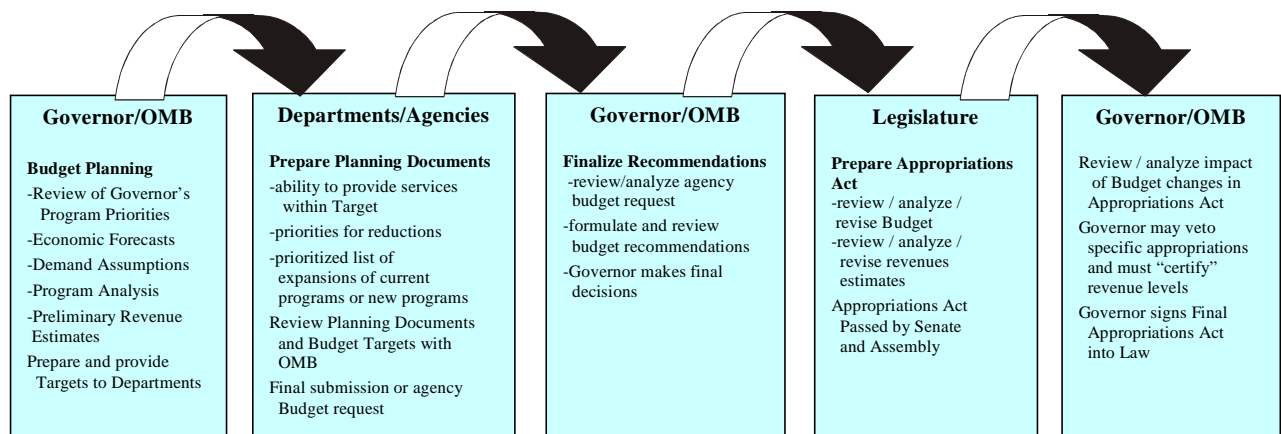 Governor/OMB
Budget Planning
-Review of Governor's
Program Priorities
-Economic Forecasts
-Demand Assumptions
-Program Analysis
-Preliminary Revenue
Estimates
Prepare and provide
Targets to Departments
Departments/Agencies
Prepare Planning Documents
-ability to provide services
within Target
-priorities for reductions
-prioritized list of
expansions of current
programs or new programs
Review Planning Documents
and Budget Targets with
OMB
Final submission or agency
Budget request
Governor/OMB
Finalize Recommendations
-review/analyze agency
budget request
-formulate and review
budget recommendations
-Governor makes final
decisions
Legislature
Prepare Appropriations
Act
-review / analyze /
revise Budget
-review / analyze /
revise revenues
estimates
Appropriations Act
Passed by Senate
and Assembly
Governor/OMB
Review / analyze impact
of Budget changes in
Appropriations Act
Governor may veto
specific appropriations
and must “certify”
revenue levels
Governor signs Final
Appropriations Act
into Law